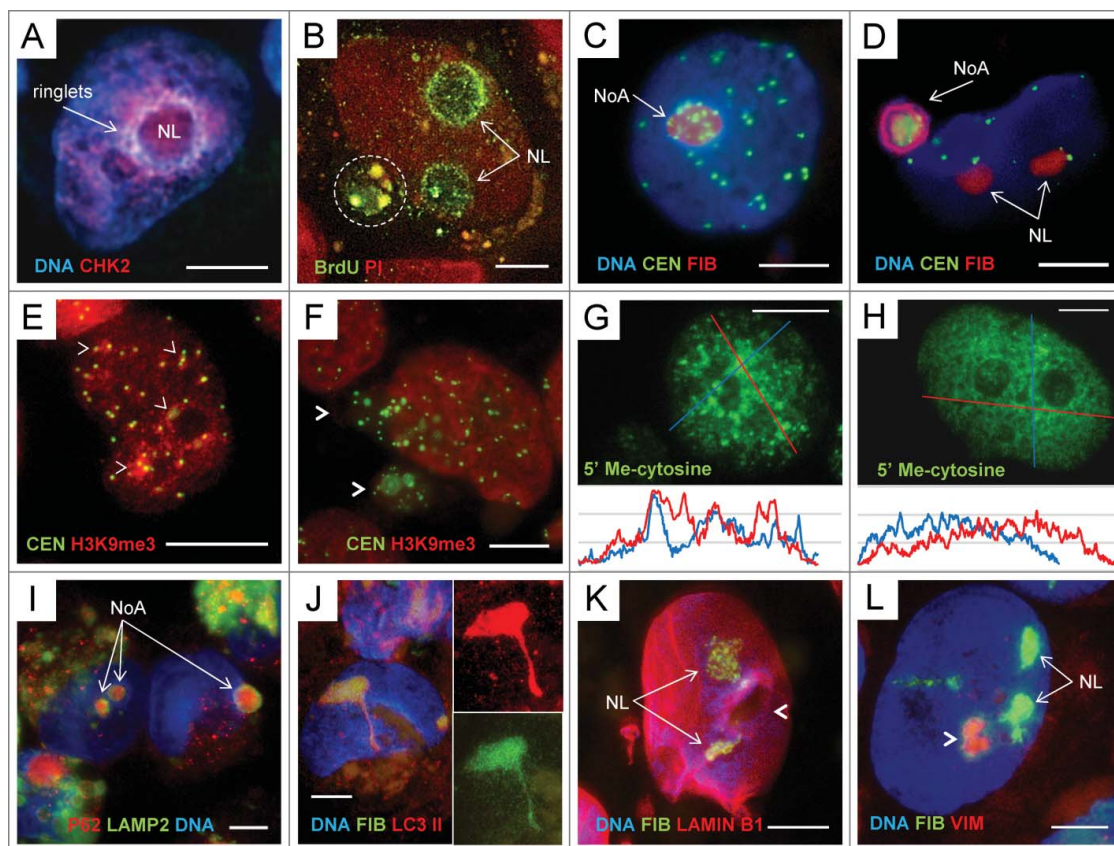 A
ringlets
NL
DNA CHK2
B
NL
BrdU PI
C
NoA
DNA CEN FIB
D
NoA
NL
DNA CEN FIB
E
CEN H3K9me3
F
CEN H3K9me3
G
5' Me-cytosine
H
5' Me-cytosine
I
NoA
P62 LAMP2 DNA
J
DNA FIB LC3 II
K
NL
DNA FIB LAMIN B1
L
NL
DNA FIB VIM